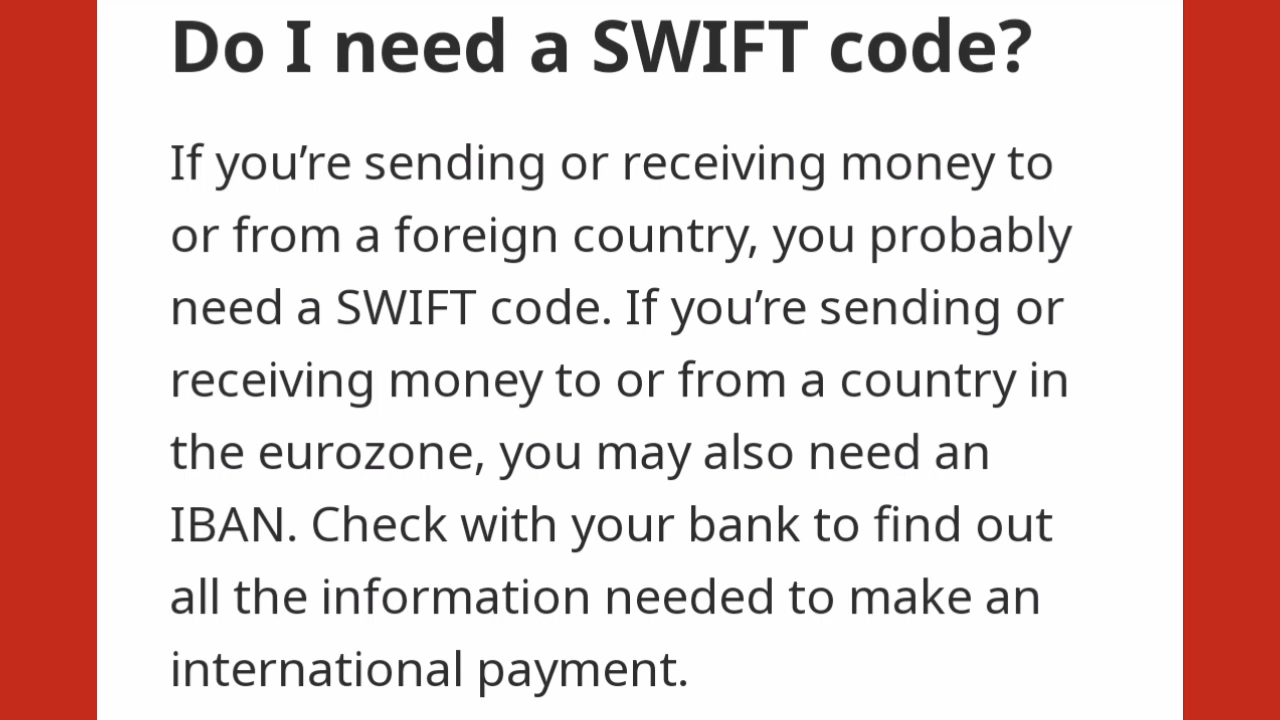 Do I need a SWIFT code?
If you’re sending or receiving money to
or from a foreign country, you probably
need a SWIFT code. If you’re sending or
receiving money to or from a country in
the eurozone, you may also need an
IBAN. Check with your bank to find out
all the information needed to make an
international payment.